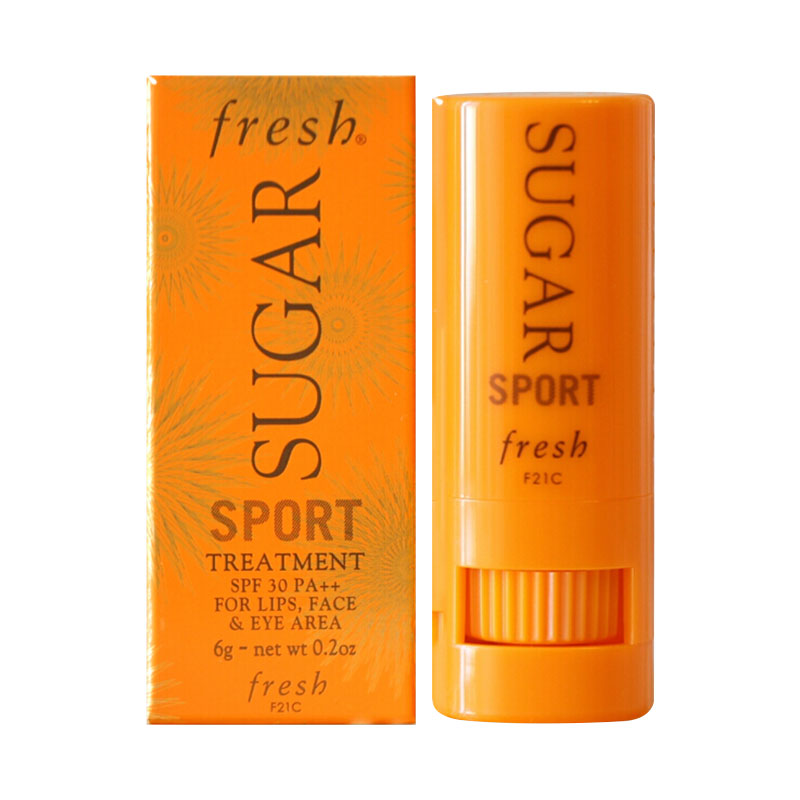 fresh®
SUGAR
SPORT
TREATMENT
SPF 30 PA++
FOR LIPS, FACE
& EYE AREA
6g - net wt 0.2oz
fresh
F21C
SUGAR
SPORT
fresh
F21C